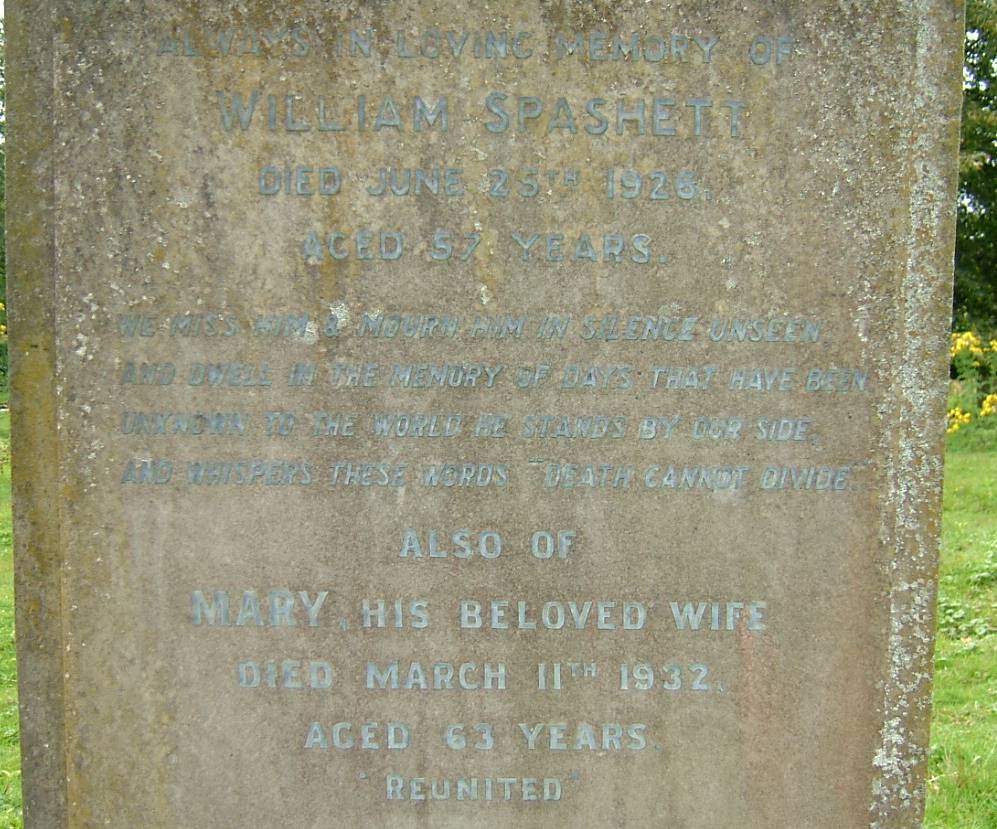 ALWAYS IN LOVING MEMORY OF
WILLIAM SPASHETT
DIED JUNE 25TH 1926.
AGED 57 YEARS.
WE MISS HIM & MOURN HIM IN SILENCE UNSEEN,
AND DWELL IN THE MEMORY OF DAYS THAT HAVE BEEN
UNKNOWN TO THE WORLD HE STANDS BY OUR SIDE,
AND WHISPERS THESE WORDS "DEATH CANNOT DIVIDE"
ALSO OF
MARY, HIS BELOVED WIFE
DIED MARCH 11TH 1932.
AGED 63 YEARS.
"REUNITED"